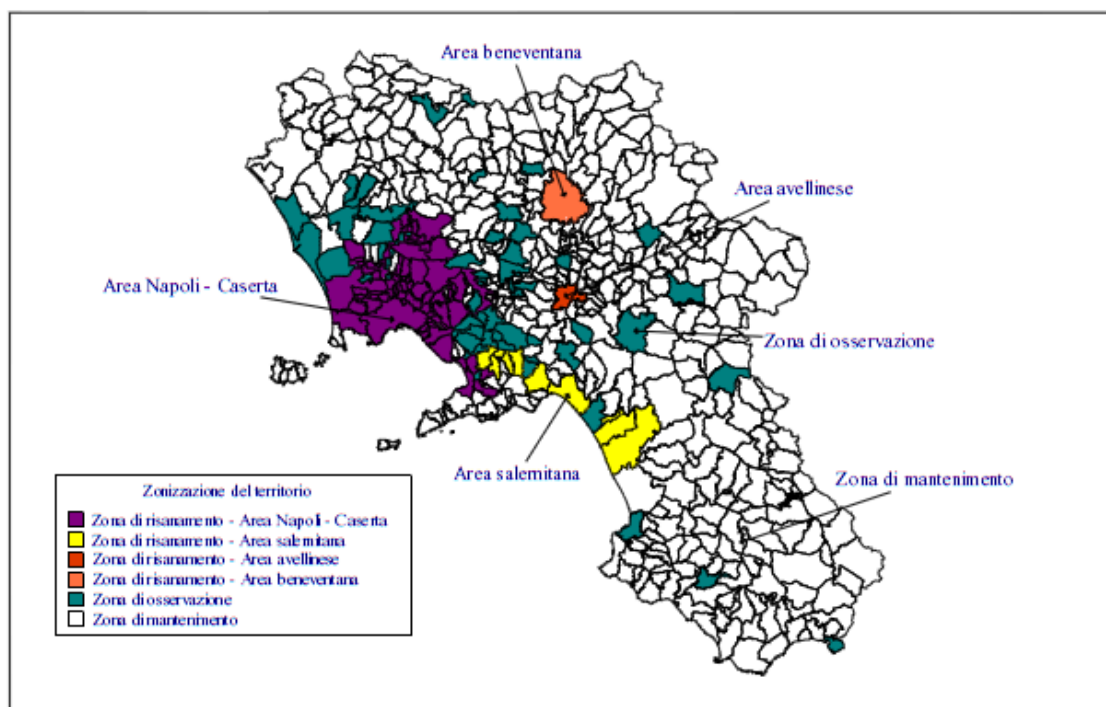 Area beneventana
Area avellinese
Area Napoli - Caserta
Zona di osservazione
Area salernitana
Zona di mantenimento
Zonizzazione del territorio
Zona di risanamento - Area Napoli - Caserta
Zona di risanamento - Area salernitana
Zona di risanamento - Area avellinese
Zona di risanamento - Area beneventana
Zona di osservazione
Zona di mantenimento